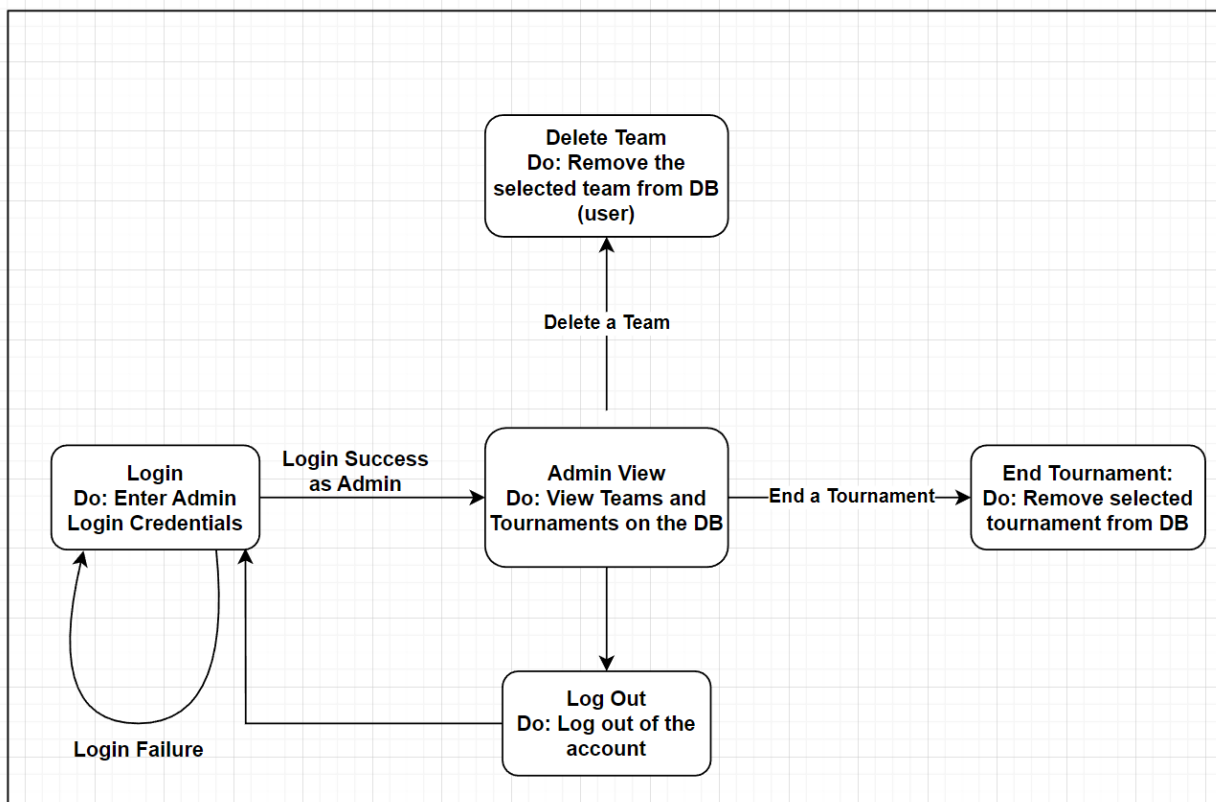 Delete Team
Do: Remove the
selected team from DB
(user)
Delete a Team
Login
Do: Enter Admin
Login Credentials
Login Success
as Admin
Admin View
Do: View Teams and
Tournaments on the DB
End a Tournament
End Tournament:
Do: Remove selected
tournament from DB
Log Out
Do: Log out of the
account
Login Failure